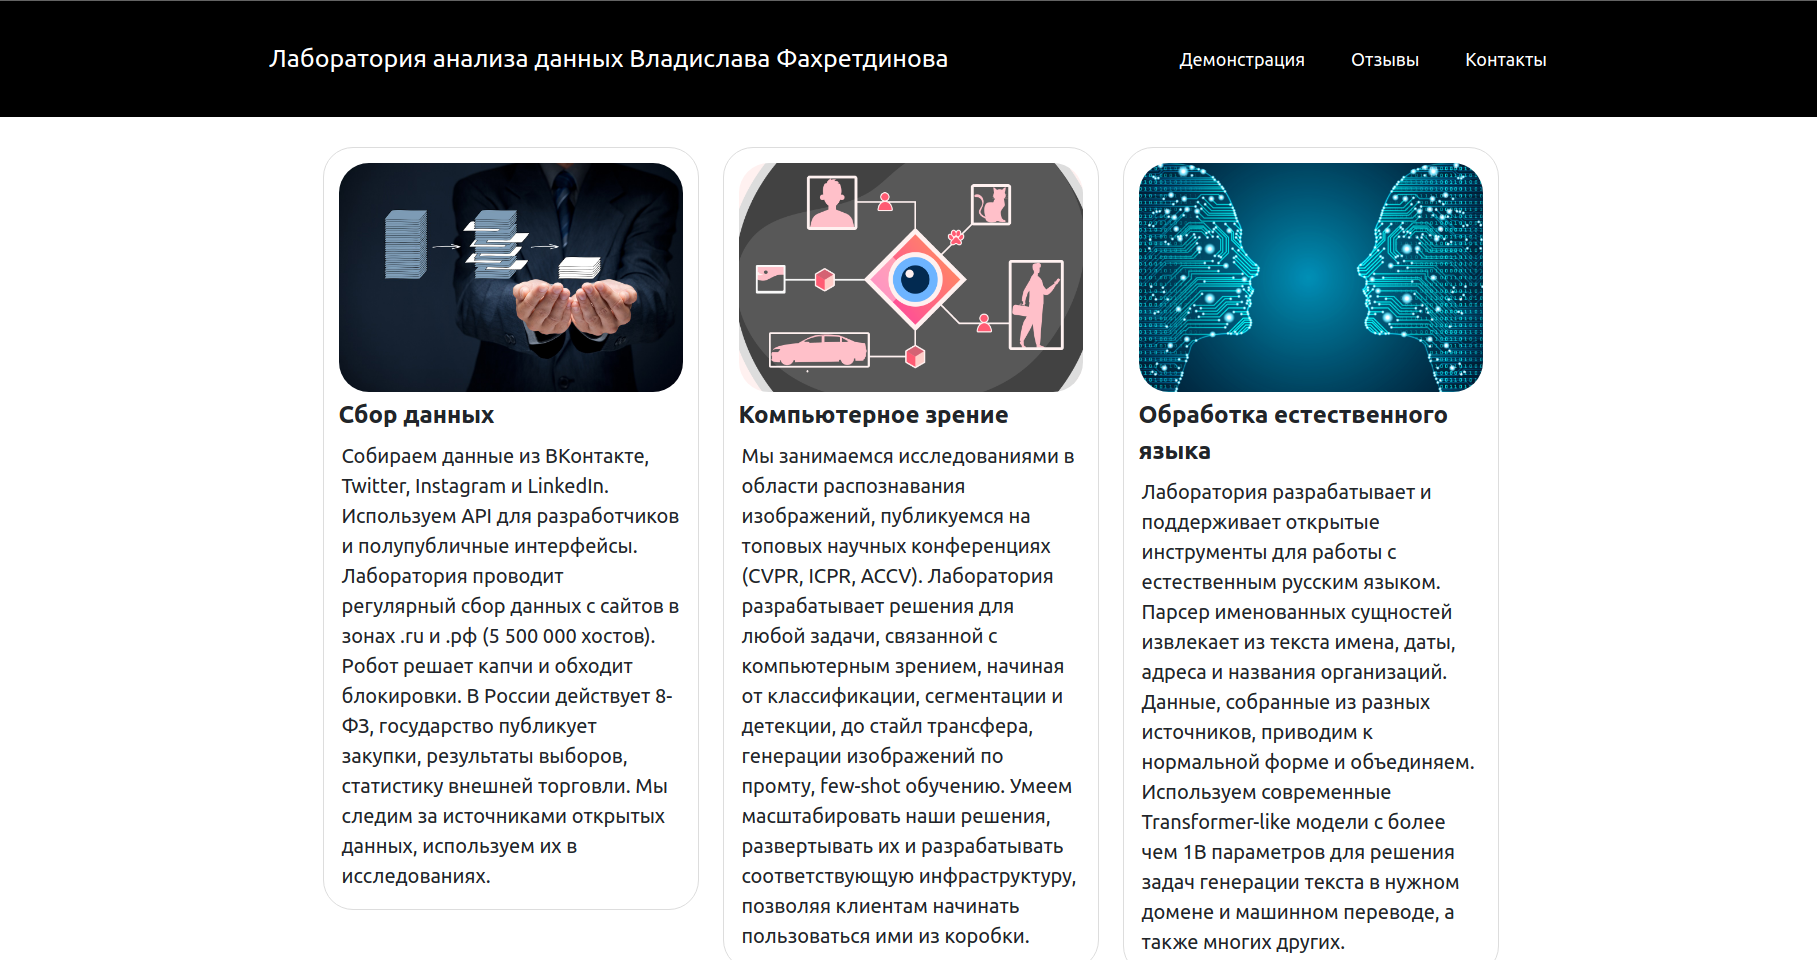 Лаборатория анализа данных Владислава Фахретдинова
Демонстрация
Отзывы
Контакты
Сбор данных
Собираем данные из ВКонтакте,
Twitter, Instagram и LinkedIn.
Используем API для разработчиков
и полупубличные интерфейсы.
Лаборатория проводит
регулярный сбор данных с сайтов в
зонах .ru и .рф (5 500 000 хостов).
Робот решает капчи и обходит
блокировки. В России действует 8-
ФЗ, государство публикует
закупки, результаты выборов,
статистику внешней торговли. Мы
следим за источниками открытых
данных, используем их в
исследованиях.
Компьютерное зрение
Мы занимаемся исследованиями в
области распознавания
изображений, публикуемся на
топовых научных конференциях
(CVPR, ICPR, ACCV). Лаборатория
разрабатывает решения для
любой задачи, связанной с
компьютерным зрением, начиная
от классификации, сегментации и
детекции, до стайл трансфера,
генерации изображений по
промту, few-shot обучению. Умеем
масштабировать наши решения,
развертывать их и разрабатывать
соответствующую инфраструктуру,
позволяя клиентам начинать
пользоваться ими из коробки.
Обработка естественного
языка
Лаборатория разрабатывает и
поддерживает открытые
инструменты для работы с
естественным русским языком.
Парсер именованных сущностей
извлекает из текста имена, даты,
адреса и названия организаций.
Данные, собранные из разных
источников, приводим к
нормальной форме и объединяем.
Используем современные
Transformer-like модели с более
чем 1B параметров для решения
задач генерации текста в нужном
домене и машинном переводе, а
также многих других.